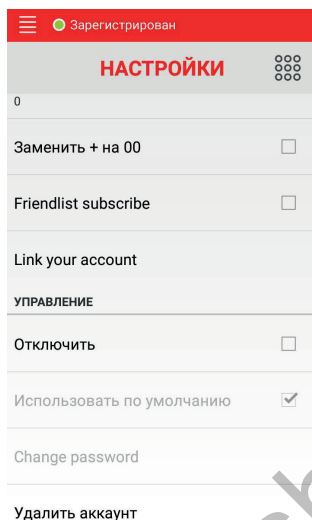 Зарегистрирован
НАСТРОЙКИ
0
Заменить + на 00
Friendlist subscribe
Link your account
УПРАВЛЕНИЕ
Отключить
Использовать по умолчанию
Change password
Удалить аккаунт